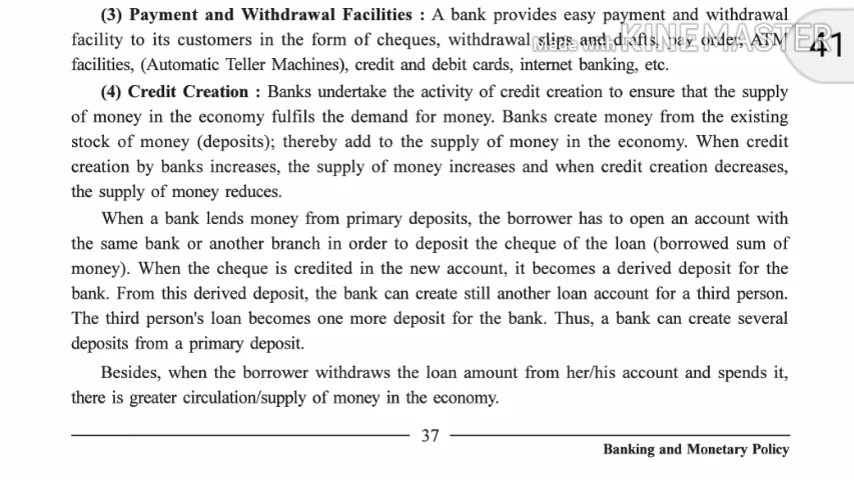 (3) Payment and Withdrawal Facilities : A bank provides easy payment and withdrawal
facility to its customers in the form of cheques, withdrawal slips and drafts, pay order, ATM
Made with KINEMASTER
41
facilities, (Automatic Teller Machines), credit and debit cards, internet banking, etc.
(4) Credit Creation : Banks undertake the activity of credit creation to ensure that the supply
of money in the economy fulfils the demand for money. Banks create money from the existing
stock of money (deposits); thereby add to the supply of money in the economy. When credit
creation by banks increases, the supply of money increases and when credit creation decreases,
the supply of money reduces.
When a bank lends money from primary deposits, the borrower has to open an account with
the same bank or another branch in order to deposit the cheque of the loan (borrowed sum of
money). When the cheque is credited in the new account, it becomes a derived deposit for the
bank. From this derived deposit, the bank can create still another loan account for a third person.
The third person's loan becomes one more deposit for the bank. Thus, a bank can create several
deposits from a primary deposit.
Besides, when the borrower withdraws the loan amount from her/his account and spends it,
there is greater circulation/supply of money in the economy.
37
Banking and Monetary Policy